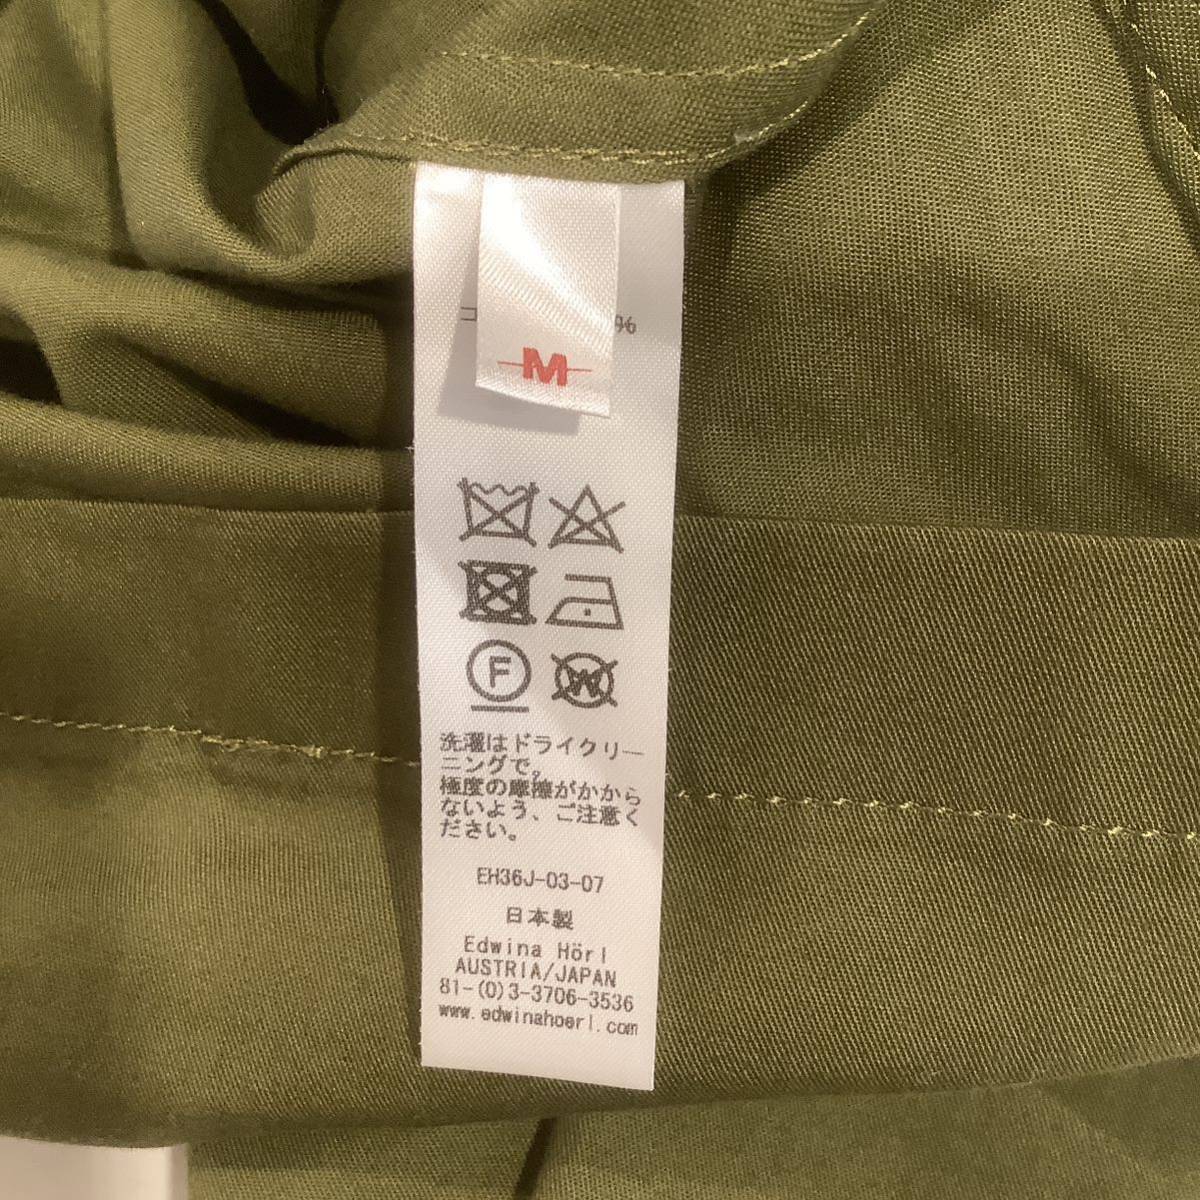 コ %
M
F
W
洗濯はドライクリー
ニングで。
極度の摩擦がかから
ないよう、ご注意く
ださい。
EH36J-03-07
日本製
Edwina Hörl
AUSTRIA/JAPAN
81-(0)3-3706-3536
www.edwinahoerl.com